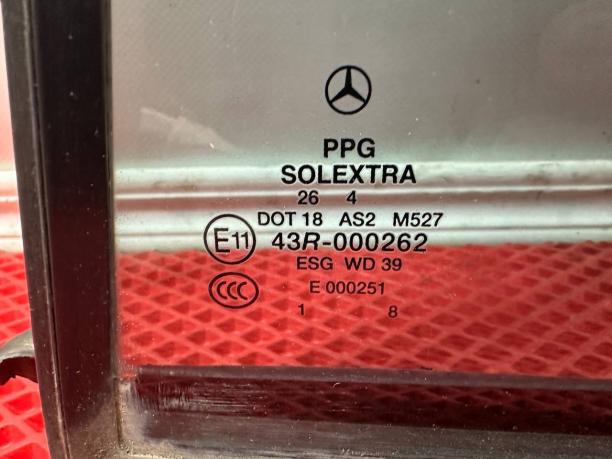 PPG
SOLEXTRA
26 4
DOT 18 AS2 M527
E11 43R-000262
ESG WD 39
CCC E 000251
1 8